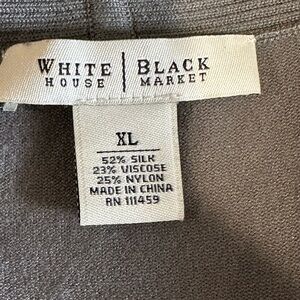 WHITE | BLACK
HOUSE | MARKET
XL
52% SILK
23% VISCOSE
25% NYLON
MADE IN CHINA
RN 111459